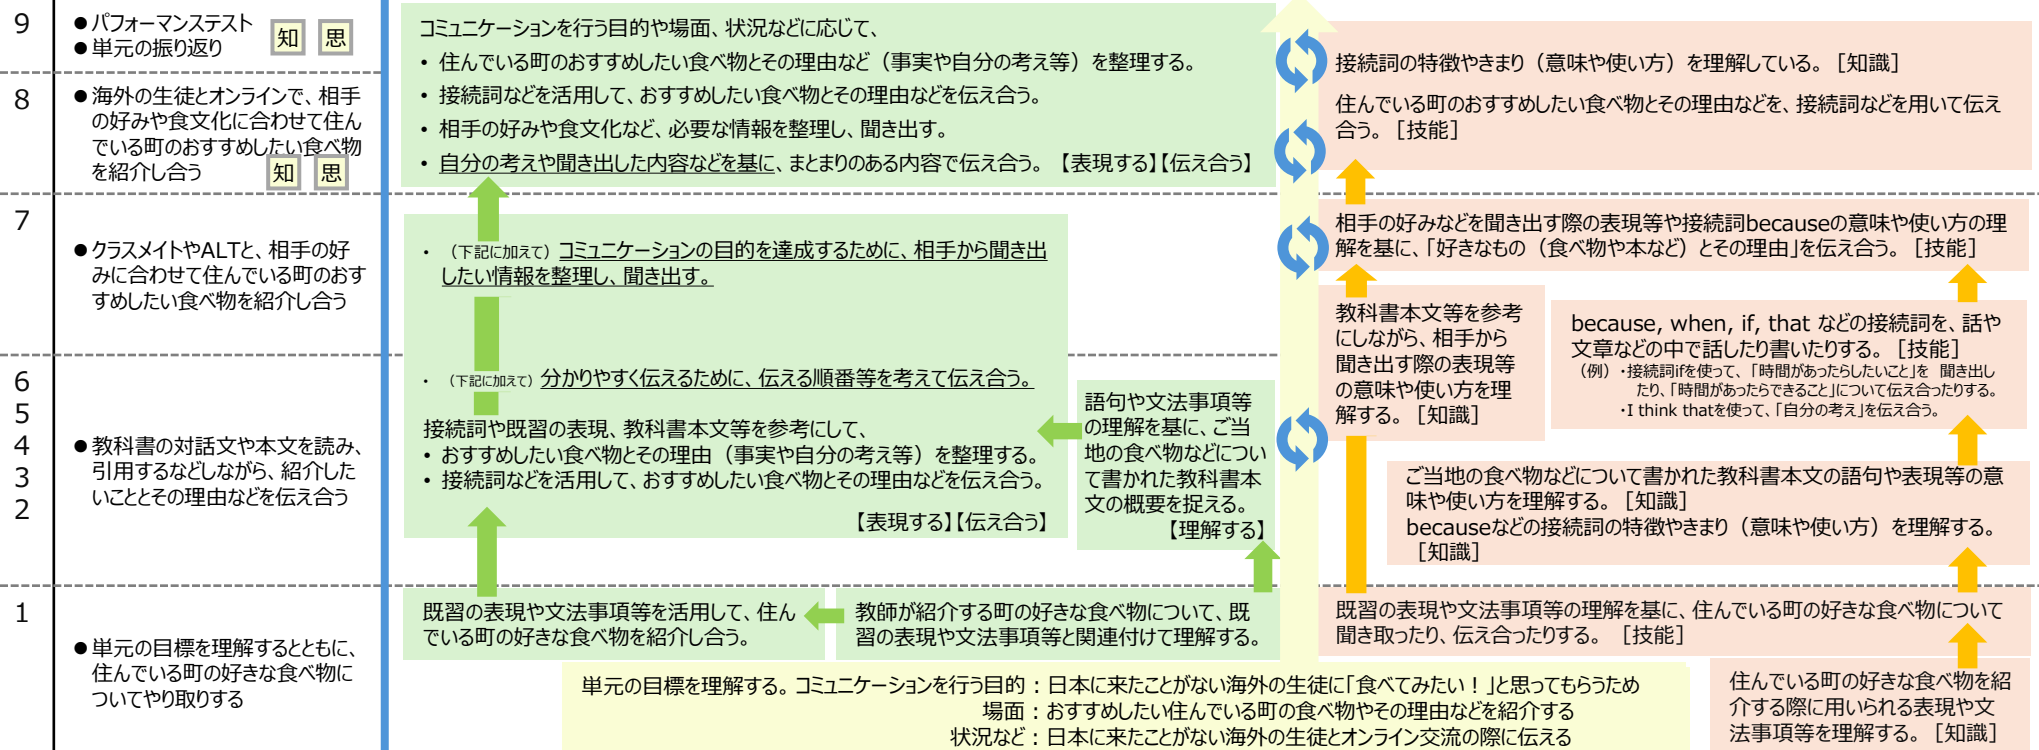 9
●パフォーマンステスト
●単元の振り返り
知 思
8
●海外の生徒とオンラインで、相手
の好みや食文化に合わせて住ん
でいる町のおすすめしたい食べ物
を紹介し合う
知 思
7
●クラスメイトやALTと、相手の好
みに合わせて住んでいる町のおす
すめしたい食べ物を紹介し合う
6
5
4
3
2
●教科書の対話文や本文を読み、
引用するなどしながら、紹介した
いこととその理由などを伝え合う
1
●単元の目標を理解するとともに、
住んでいる町の好きな食べ物に
ついてやり取りする
コミュニケーションを行う目的や場面、状況などに応じて、
・住んでいる町のおすすめしたい食べ物とその理由など（事実や自分の考え等）を整理する。
・接続詞などを活用して、おすすめしたい食べ物とその理由などを伝え合う。
・相手の好みや食文化など、必要な情報を整理し、聞き出す。
・自分の考えや聞き出した内容などを基に、まとまりのある内容で伝え合う。【表現する】【伝え合う】
・（下記に加えて）コミュニケーションの目的を達成するために、相手から聞き出
したい情報を整理し、聞き出す。
・（下記に加えて）分かりやすく伝えるために、伝える順番等を考えて伝え合う。
接続詞や既習の表現、教科書本文等を参考にして、
・おすすめしたい食べ物とその理由（事実や自分の考え等）を整理する。
・接続詞などを活用して、おすすめしたい食べ物とその理由などを伝え合う。
【表現する】【伝え合う】
語句や文法事項等
の理解を基に、ご当
地の食べ物などについ
て書かれた教科書本
文の概要を捉える。
【理解する】
既習の表現や文法事項等を活用して、住ん
でいる町の好きな食べ物を紹介し合う。
教師が紹介する町の好きな食べ物について、既
習の表現や文法事項等と関連付けて理解する。
接続詞の特徴やきまり（意味や使い方）を理解している。［知識］
住んでいる町のおすすめしたい食べ物とその理由などを、接続詞などを用いて伝え
合う。［技能］
相手の好みなどを聞き出す際の表現等や接続詞becauseの意味や使い方の理
解を基に、「好きなもの（食べ物や本など）とその理由」を伝え合う。［技能］
教科書本文等を参考
にしながら、相手から
聞き出す際の表現等
の意味や使い方を理
解する。［知識］
because, when, if, that などの接続詞を、話や
文章などの中で話したり書いたりする。［技能］
（例）・接続詞ifを使って、「時間があったらしたいこと」を 聞き出し
たり、「時間があったらできること」について伝え合ったりする。
・I think thatを使って、「自分の考え」を伝え合う。
ご当地の食べ物などについて書かれた教科書本文の語句や表現等の意
味や使い方を理解する。［知識］
becauseなどの接続詞の特徴やきまり（意味や使い方）を理解する。
［知識］
既習の表現や文法事項等の理解を基に、住んでいる町の好きな食べ物について
聞き取ったり、伝え合ったりする。［技能］
住んでいる町の好きな食べ物を紹
介する際に用いられる表現や文
法事項等を理解する。［知識］
単元の目標を理解する。コミュニケーションを行う目的：日本に来たことがない海外の生徒に「食べてみたい！」と思ってもらうため
場面：おすすめしたい住んでいる町の食べ物やその理由などを紹介する
状況など：日本に来たことがない海外の生徒とオンライン交流の際に伝える